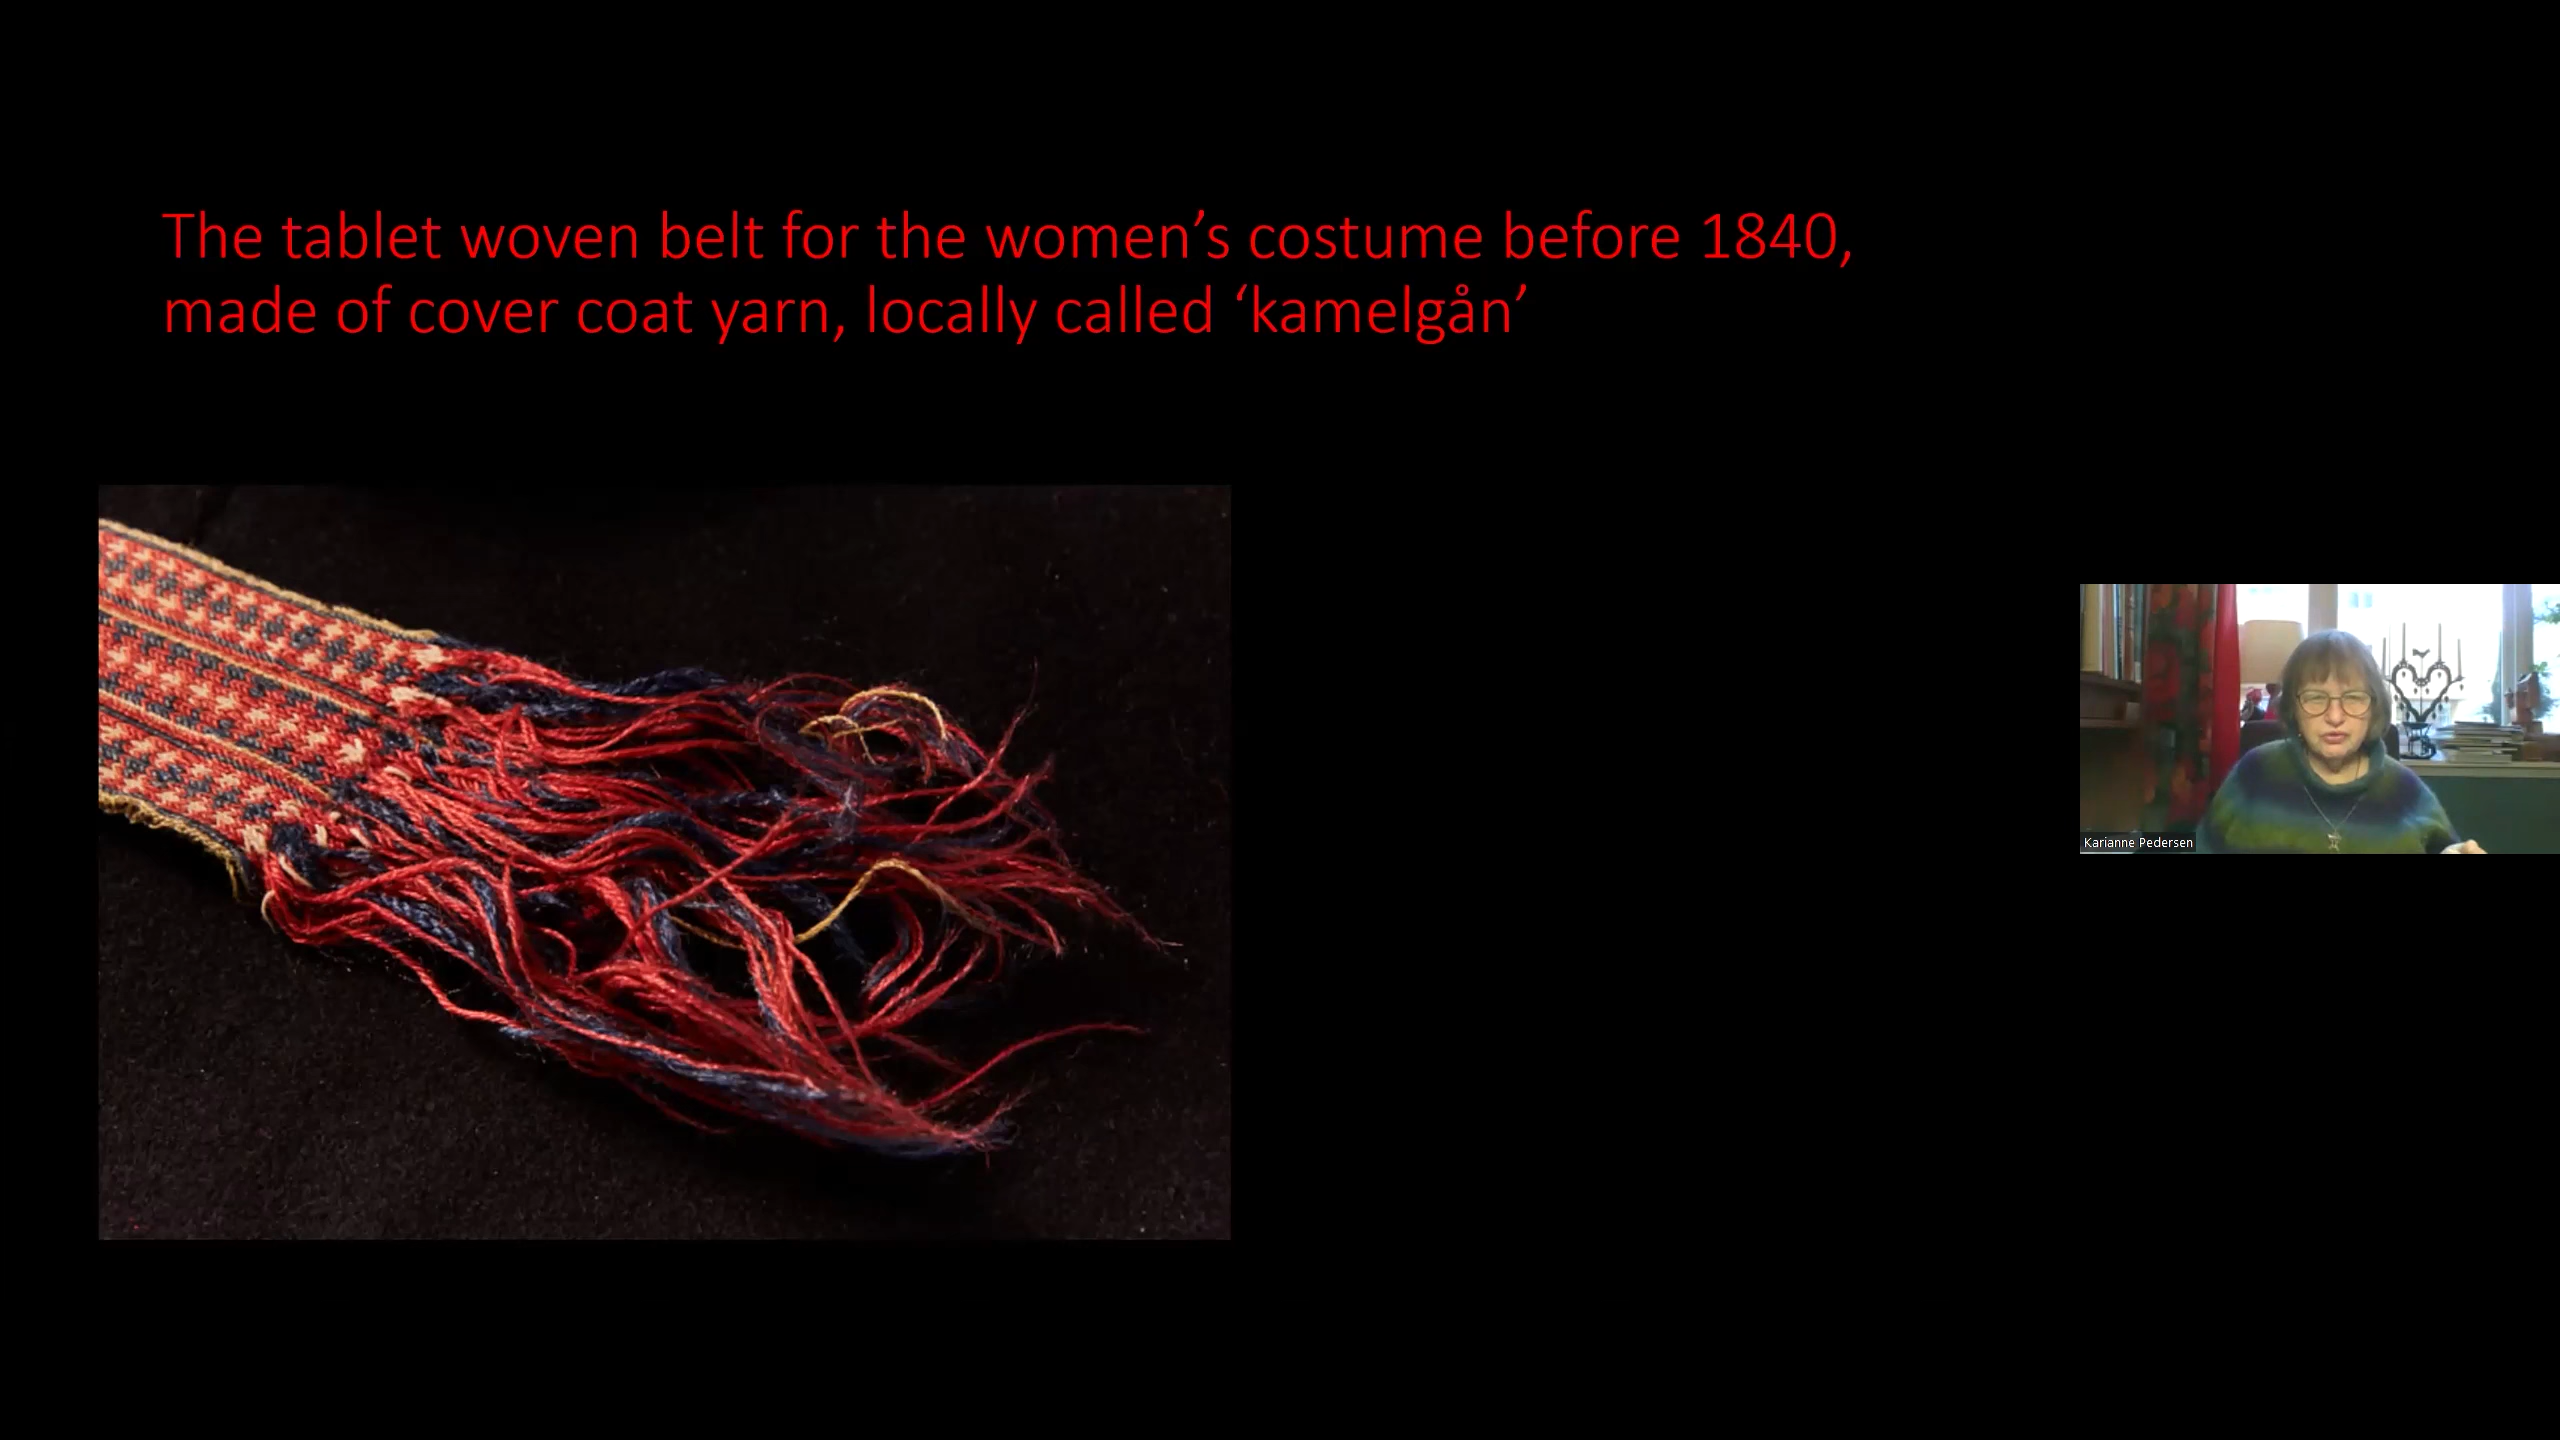 The tablet woven belt for the women’s costume before 1840,
made of cover coat yarn, locally called ‘kamelgån’
Karianne Pedersen